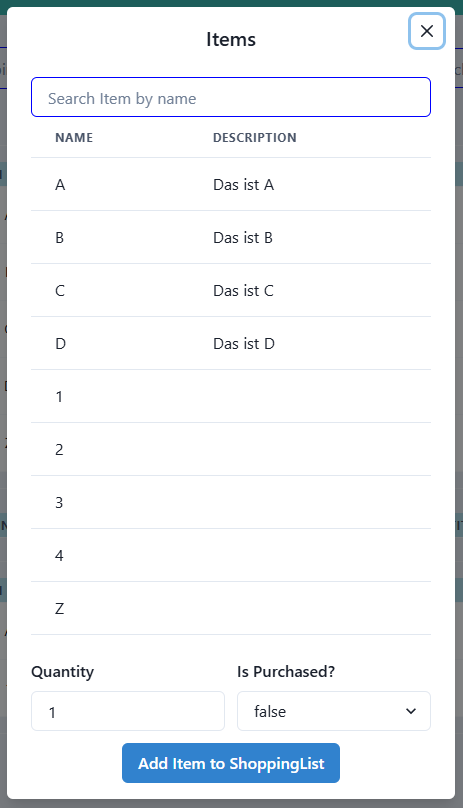 Items
Search Item by name
NAME DESCRIPTION
A Das ist A
B Das ist B
C Das ist C
D Das ist D
1
2
3
4
Z
Quantity Is Purchased?
1 false
Add Item to ShoppingList